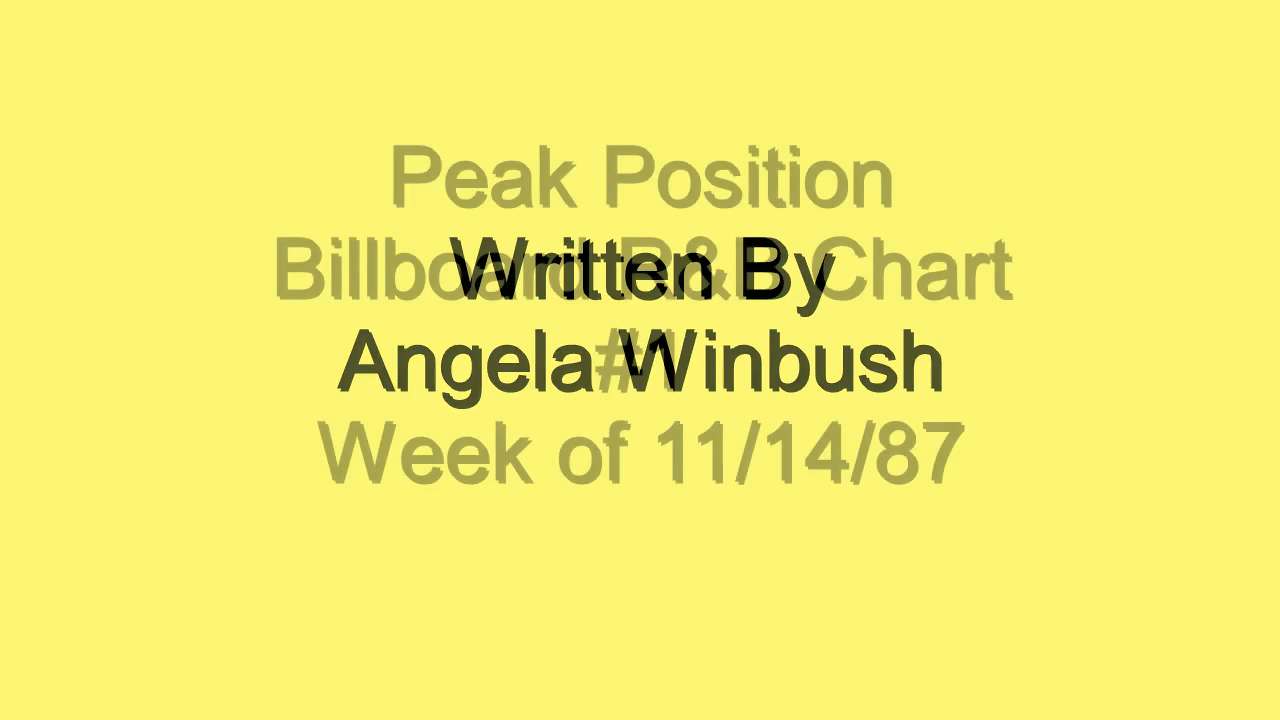 Peak Position
Billboard R&B Chart
Written By
#1
Angela Winbush
Week of 11/14/87